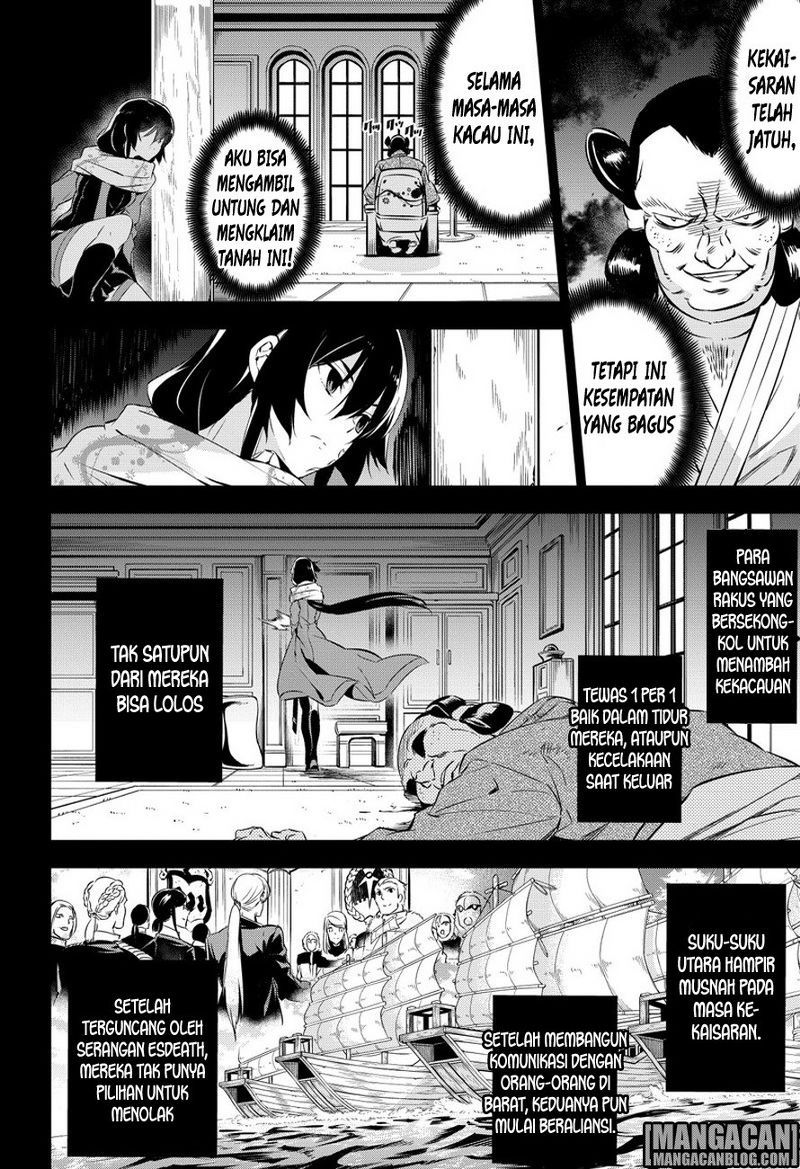 KEKAI-
SARAN
TELAH
JATUH,
TETAPI INI
KESEMPATAN
YANG BAGUS
SELAMA
MASA-MASA
KACAU INI,
AKU BISA
MENGAMBIL
UNTUNG DAN
MENGKLAIM
TANAH INI!
PARA
BANGSAWAN
RAKUS YANG
BERSEKONG-
KOL UNTUK
MENAMBAH
KEKACAUAN
TEWAS 1 PER 1
BAIK DALAM TIDUR
MEREKA, ATAUPUN
KECELAKAAN
SAAT KELUAR
TAK SATUPUN
DARI MEREKA
BISA LOLOS
SUKU-SUKU
UTARA HAMPIR
MUSNAH PADA
MASA KE-
KAISARAN.
SETELAH MEMBANGUN
KOMUNIKASI DENGAN
ORANG-ORANG DI
BARAT, KEDUANYA PUN
MULAI BERALIANSI.
SETELAH
TERGUNCANG OLEH
SERANGAN ESDEATH,
MEREKA TAK PUNYA
PILIHAN UNTUK
MENOLAK
[MANGACAN]
MANGACANBLOG.COM